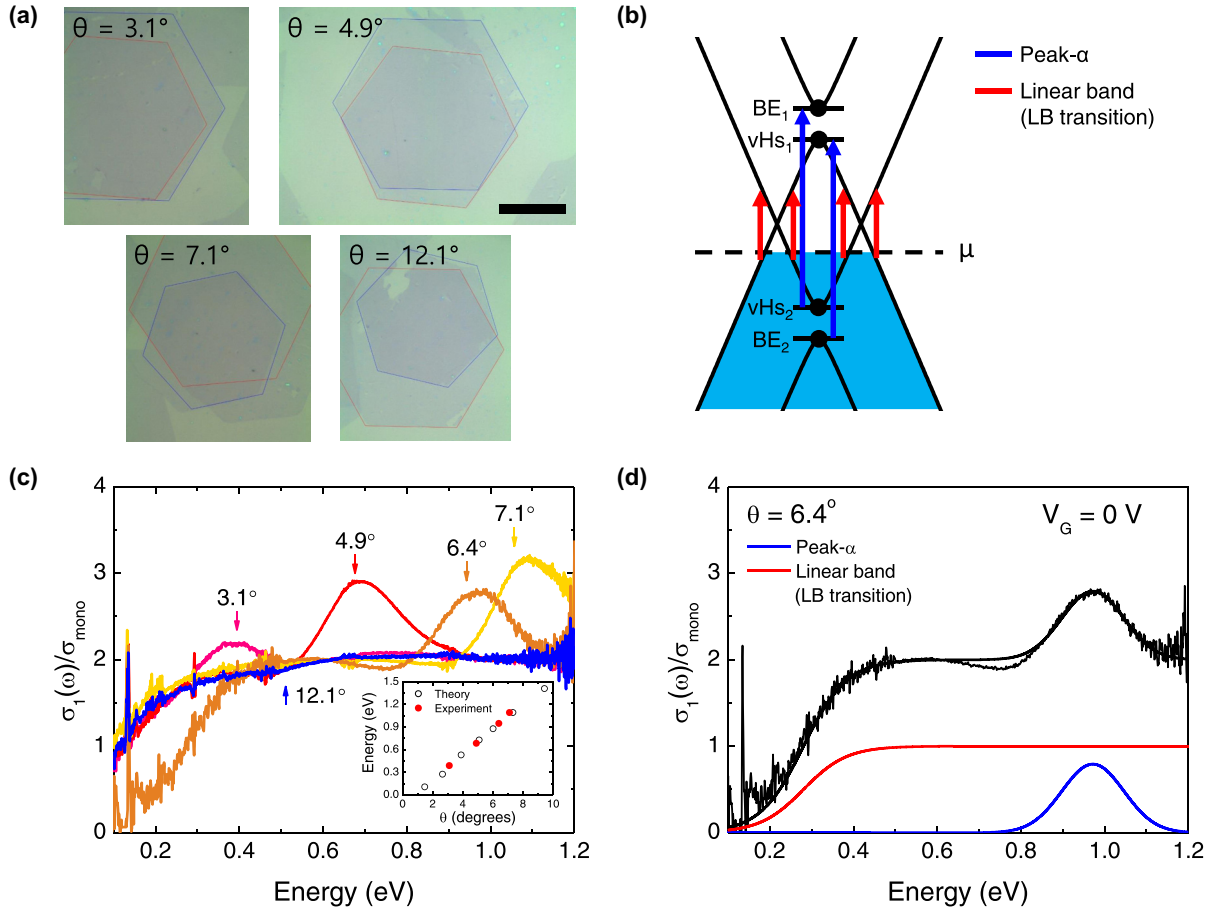 (a)
θ = 3.1°
θ = 4.9°
θ = 7.1°
θ = 12.1°
(b)
BE₁
vHs₁
vHs₂
BE₂
μ
Peak-α
Linear band
(LB transition)
(c)
σ₁(ω)/σmono
4
3
2
1
0
0.2 0.4 0.6 0.8 1.0 1.2
Energy (eV)
3.1°
4.9°
6.4°
7.1°
12.1°
Energy (eV)
1.5
1.2
0.9
0.6
0.3
0.0
0 2 4 6 8 10
θ (degrees)
Theory
Experiment
(d)
θ = 6.4°
V_G = 0 V
Peak-α
Linear band
(LB transition)
σ₁(ω)/σmono
4
3
2
1
0
0.2 0.4 0.6 0.8 1.0 1.2
Energy (eV)